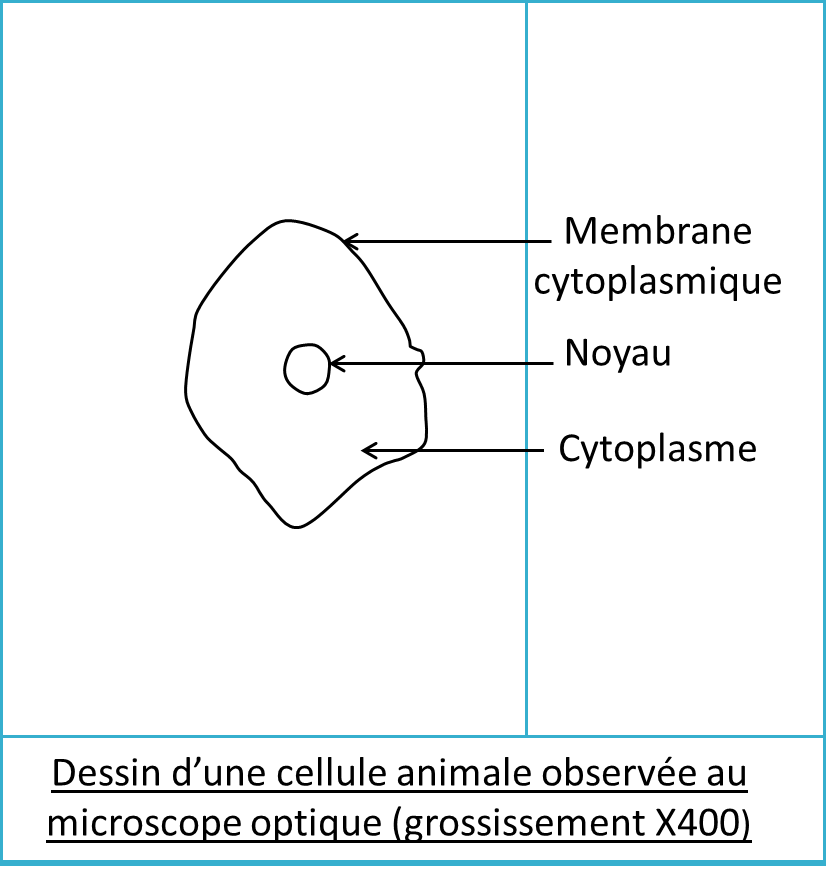 Membrane
cytoplasmique
Noyau
Cytoplasme
Dessin d’une cellule animale observée au
microscope optique (grossissement X400)